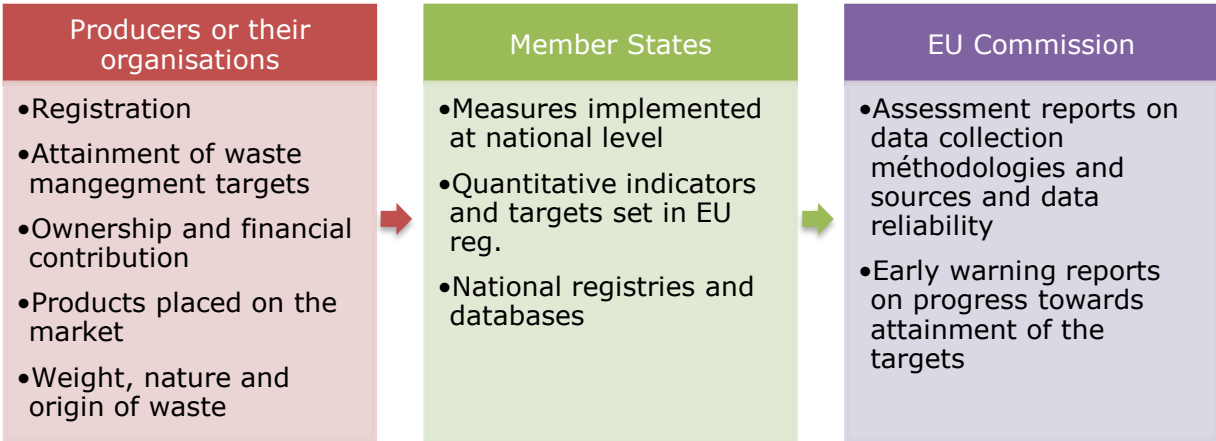 Producers or their
organisations
•Registration
•Attainment of waste
mangegment targets
•Ownership and financial
contribution
•Products placed on the
market
•Weight, nature and
origin of waste
Member States
•Measures implemented
at national level
•Quantitative indicators
and targets set in EU
reg.
•National registries and
databases
EU Commission
•Assessment reports on
data collection
méthodologies and
sources and data
reliability
•Early warning reports
on progress towards
attainment of the
targets